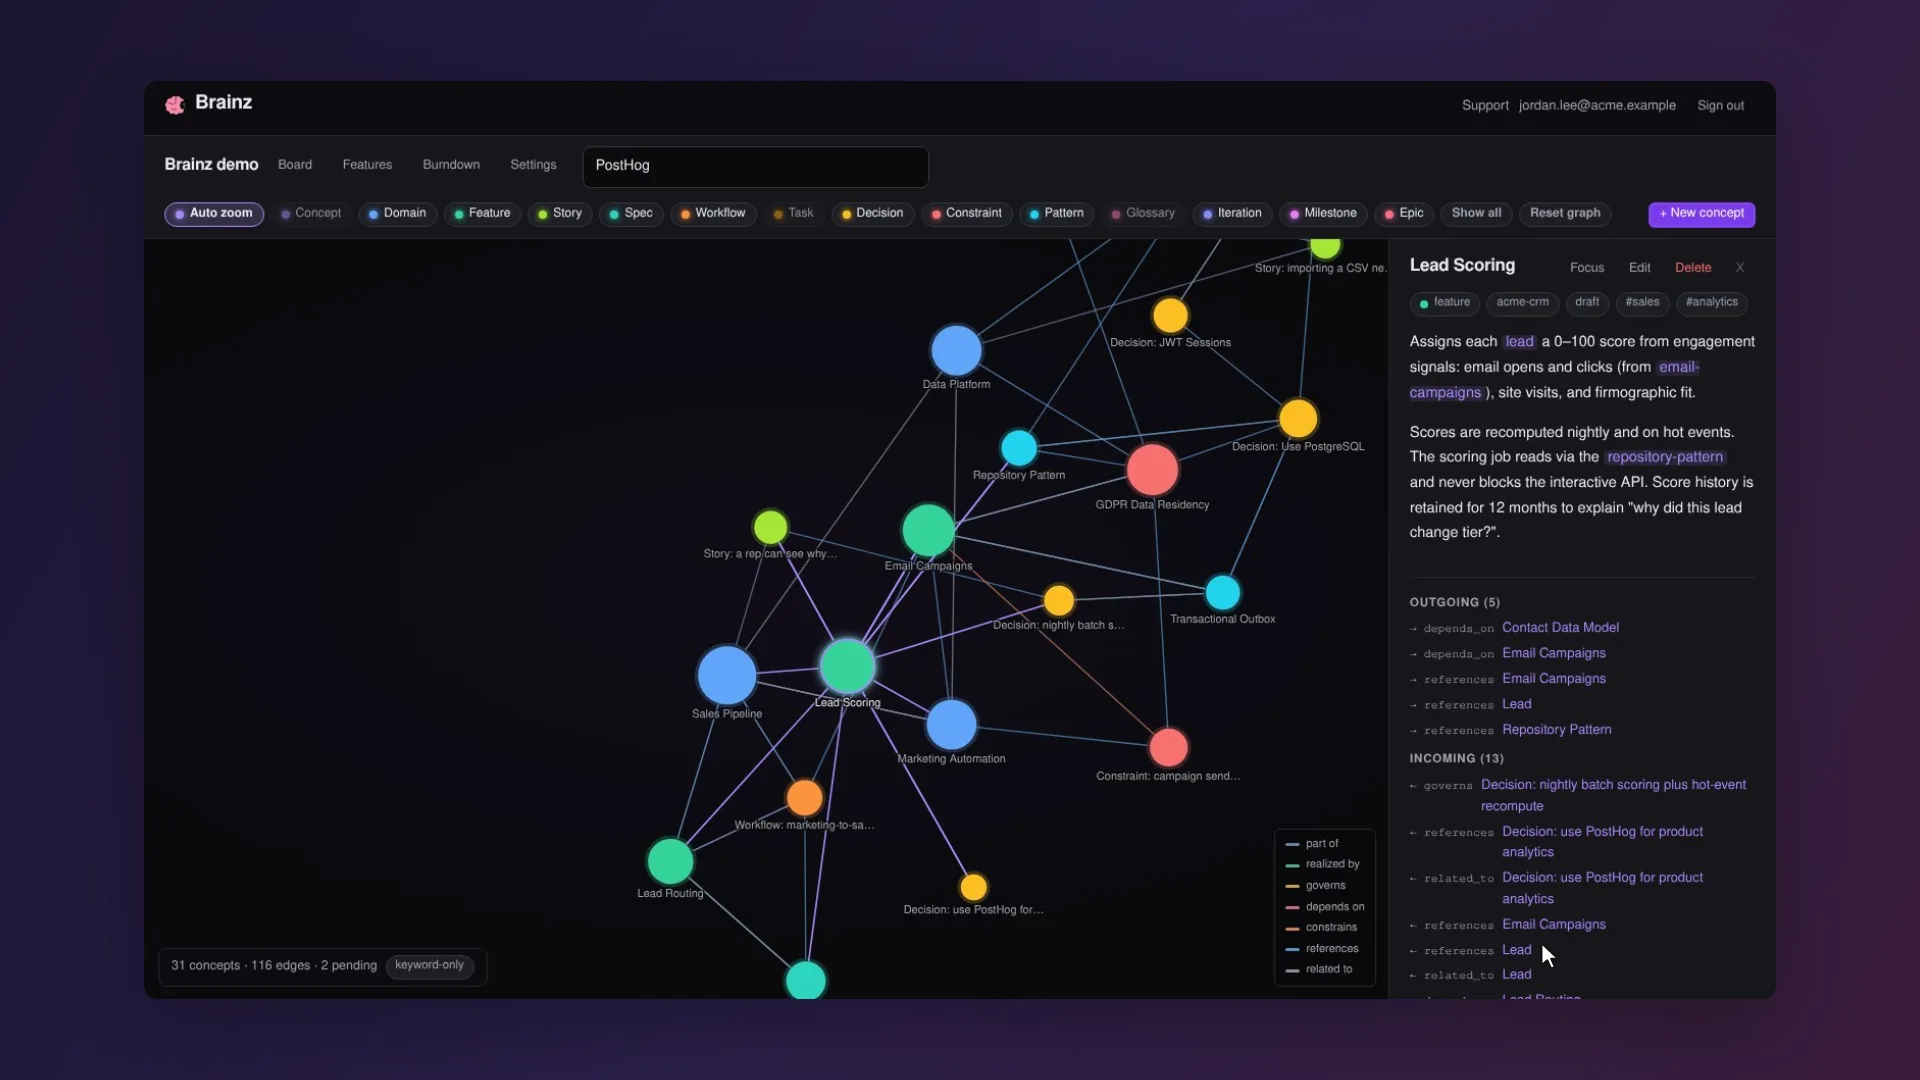 Brainz
Support jordan.lee@acme.example Sign out
Brainz demo Board Features Burndown Settings PostHog
Auto zoom Concept Domain Feature Story Spec Workflow Task Decision Constraint Pattern Glossary Iteration Milestone Epic Show all Reset graph + New concept
Story: importing a CSV ne…
Decision: JWT Sessions
Data Platform
Decision: Use PostgreSQL
Repository Pattern
GDPR Data Residency
Story: a rep can see why…
Email Campaigns
Decision: nightly batch s…
Transactional Outbox
Lead Scoring
Sales Pipeline
Marketing Automation
Constraint: campaign send…
Workflow: marketing-to-sa…
Lead Routing
Decision: use PostHog for…
31 concepts · 116 edges · 2 pending keyword-only
part of
realized by
governs
depends on
constrains
references
related to
Lead Scoring Focus Edit Delete X
feature acme-crm draft #sales #analytics
Assigns each lead a 0–100 score from engagement
signals: email opens and clicks (from email-
campaigns ), site visits, and firmographic fit.
Scores are recomputed nightly and on hot events.
The scoring job reads via the repository-pattern
and never blocks the interactive API. Score history is
retained for 12 months to explain "why did this lead
change tier?".
OUTGOING (5)
→ depends_on Contact Data Model
→ depends_on Email Campaigns
→ references Email Campaigns
→ references Lead
→ references Repository Pattern
INCOMING (13)
← governs Decision: nightly batch scoring plus hot-event
recompute
← references Decision: use PostHog for product
analytics
← related_to Decision: use PostHog for product
analytics
← references Email Campaigns
← references Lead
← related_to Lead
Lead Routing